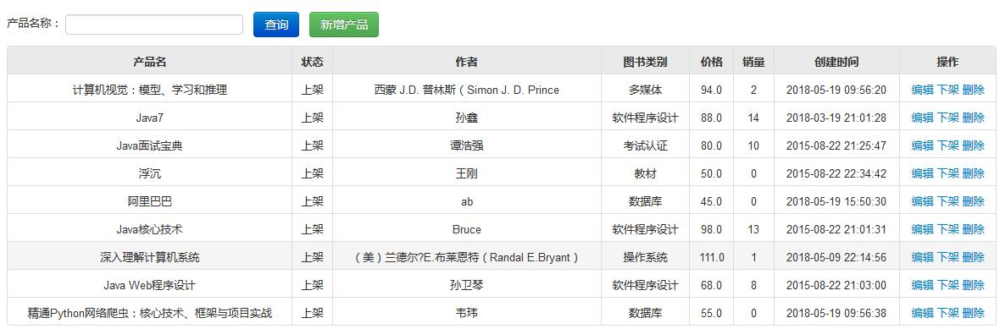 产品名称： 查询 新增产品
产品名 状态 作者 图书类别 价格 销量 创建时间 操作
计算机视觉：模型、学习和推理 上架 西蒙 J.D. 普林斯（Simon J. D. Prince 多媒体 94.0 2 2018-05-19 09:56:20 编辑 下架 删除
Java7 上架 孙鑫 软件程序设计 88.0 14 2018-03-19 21:01:28 编辑 下架 删除
Java面试宝典 上架 谭浩强 考试认证 80.0 10 2015-08-22 21:25:47 编辑 下架 删除
浮沉 上架 王刚 教材 50.0 0 2015-08-22 22:34:42 编辑 下架 删除
阿里巴巴 上架 ab 数据库 45.0 0 2018-05-19 15:50:30 编辑 下架 删除
Java核心技术 上架 Bruce 软件程序设计 98.0 13 2015-08-22 21:01:31 编辑 下架 删除
深入理解计算机系统 上架 （美）兰德尔?E.布莱恩特（Randal E.Bryant） 操作系统 111.0 1 2018-05-09 22:14:56 编辑 下架 删除
Java Web程序设计 上架 孙卫琴 软件程序设计 68.0 8 2015-08-22 21:03:00 编辑 下架 删除
精通Python网络爬虫：核心技术、框架与项目实战 上架 韦玮 数据库 55.0 0 2018-05-19 09:56:38 编辑 下架 删除